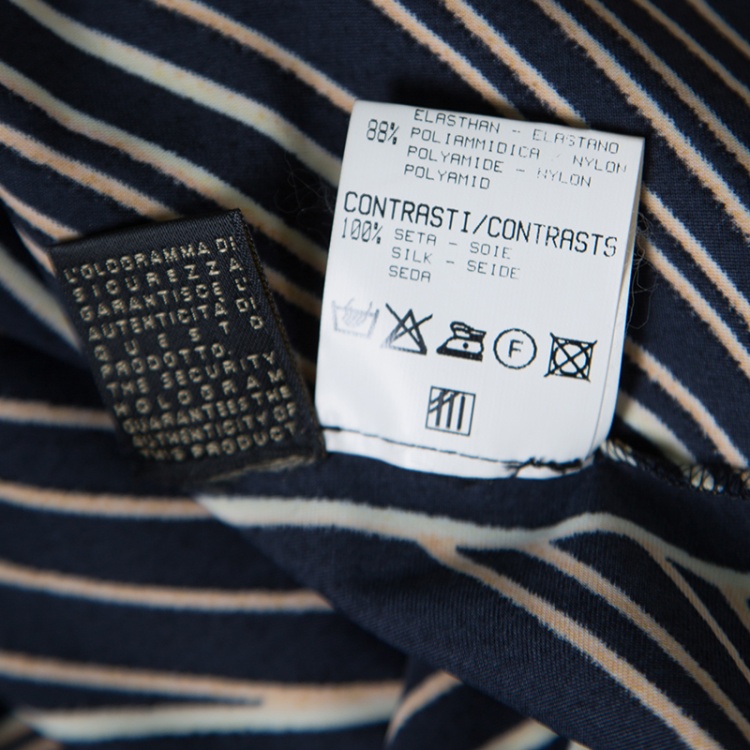 L'OLOGRAMMA DI
SICUREZZA
GARANTISCE L'
AUTENTICITÀ DI
QUESTO
PRODOTTO.
THE SECURITY
HOLOGRAM
GUARANTEES THE
AUTHENTICITY OF
THIS PRODUCT
ELASTHAN - ELASTANO
88% POLIAMMIDICA - NYLON
POLYAMIDE - NYLON
POLYAMID
CONTRASTI/CONTRASTS
100% SETA - SOIE
SILK - SEIDE
SEDA
F